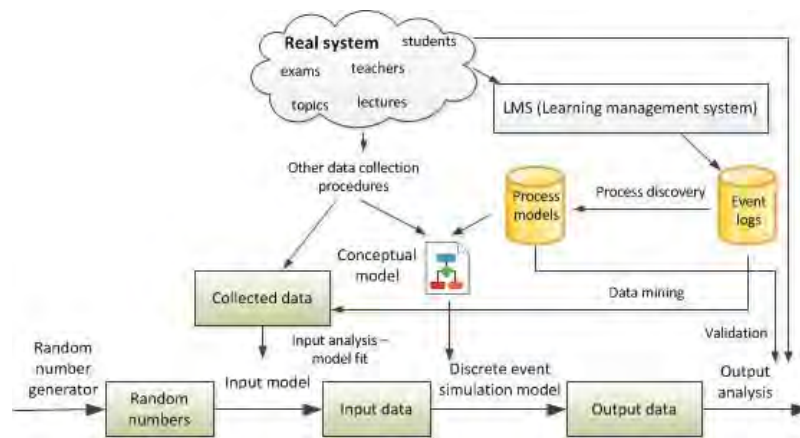 Real system
students
exams
teachers
topics
lectures
LMS (Learning management system)
Other data collection
procedures
Process
models
Process discovery
Event
logs
Conceptual
model
Collected data
Data mining
Input analysis –
model fit
Validation
Random
number
generator
Input model
Discrete event
simulation model
Output
analysis
Random
numbers
Input data
Output data